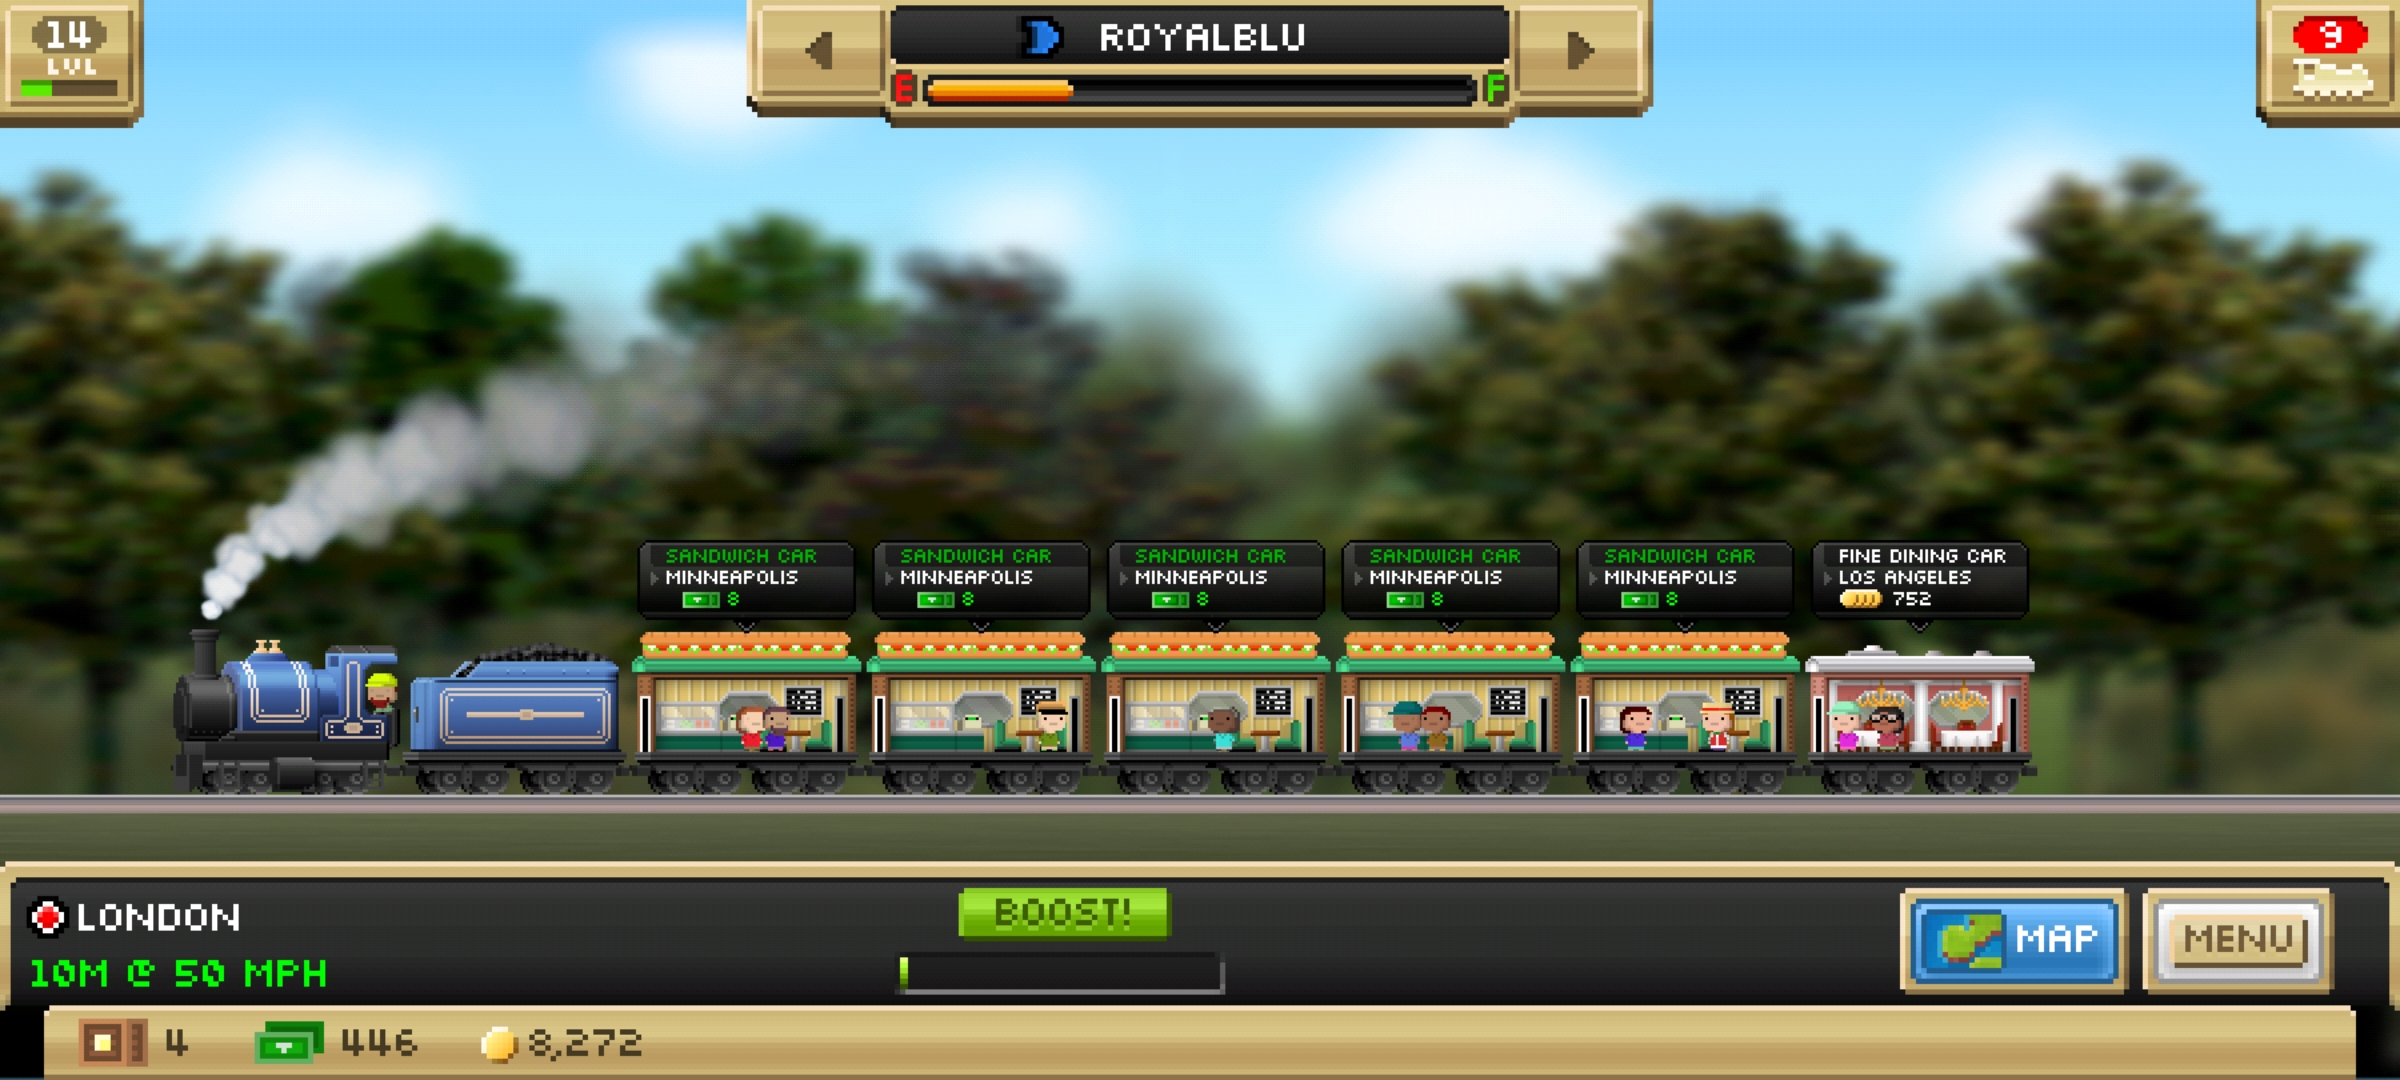 14
LVL
ROYALBLU
E
F
9
SANDWICH CAR
MINNEAPOLIS
8
SANDWICH CAR
MINNEAPOLIS
8
SANDWICH CAR
MINNEAPOLIS
8
SANDWICH CAR
MINNEAPOLIS
8
SANDWICH CAR
MINNEAPOLIS
8
FINE DINING CAR
LOS ANGELES
752
LONDON
10M @ 50 MPH
BOOST!
MAP
MENU
4
446
8,272